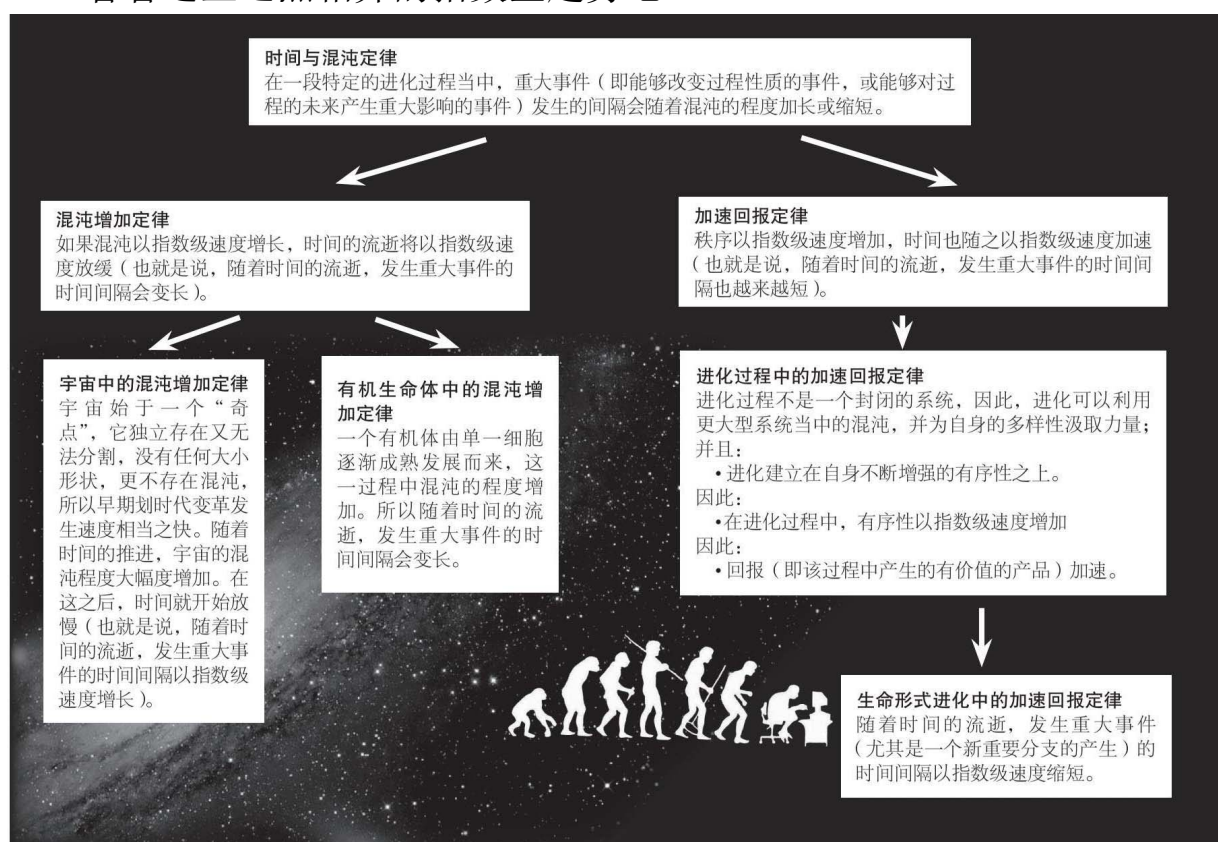 时间与混沌定律
在一段特定的进化过程当中，重大事件（即能够改变过程性质的事件，或能够对过
程的未来产生重大影响的事件）发生的间隔会随着混沌的程度加长或缩短。
混沌增加定律
如果混沌以指数级速度增长，时间的流逝将以指数级速
度放缓（也就是说，随着时间的流逝，发生重大事件的
时间间隔会变长）。
加速回报定律
秩序以指数级速度增加，时间也随之以指数级速度加速
（也就是说，随着时间的流逝，发生重大事件的时间间
隔也越来越短）。
宇宙中的混沌增加定律
宇宙始于一个“奇
点”，它独立存在又无
法分割，没有任何大小
形状，更不存在混沌，
所以早期划时代变革发
生速度相当之快。随着
时间的推进，宇宙的混
沌程度大幅度增加。在
这之后，时间就开始放
慢（也就是说，随着时
间的流逝，发生重大事
件的时间间隔以指数级
速度增长）。
有机生命体中的混沌增
加定律
一个有机体由单一细胞
逐渐成熟发展而来，这
一过程中混沌的程度增
加。所以随着时间的流
逝，发生重大事件的时
间间隔会变长。
进化过程中的加速回报定律
进化过程不是一个封闭的系统，因此，进化可以利用
更大型系统当中的混沌，并为自身的多样性汲取力量；
并且：
•进化建立在自身不断增强的有序性之上。
因此：
•在进化过程中，有序性以指数级速度增加
因此：
•回报（即该过程中产生的有价值的产品）加速。
生命形式进化中的加速回报定律
随着时间的流逝，发生重大事件
（尤其是一个新重要分支的产生）的
时间间隔以指数级速度缩短。